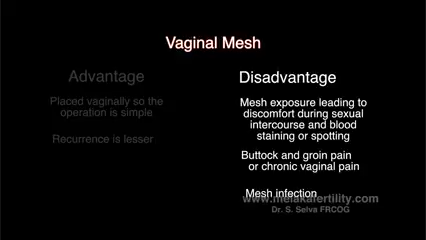 Vaginal Mesh
Advantage
Placed vaginally so the
operation is simple
Recurrence is lesser
Disadvantage
Mesh exposure leading to
discomfort during sexual
intercourse and blood
staining or spotting
Buttock and groin pain
or chronic vaginal pain
Mesh infection
www.melakafertility.com
Dr. S. Selva FRCOG